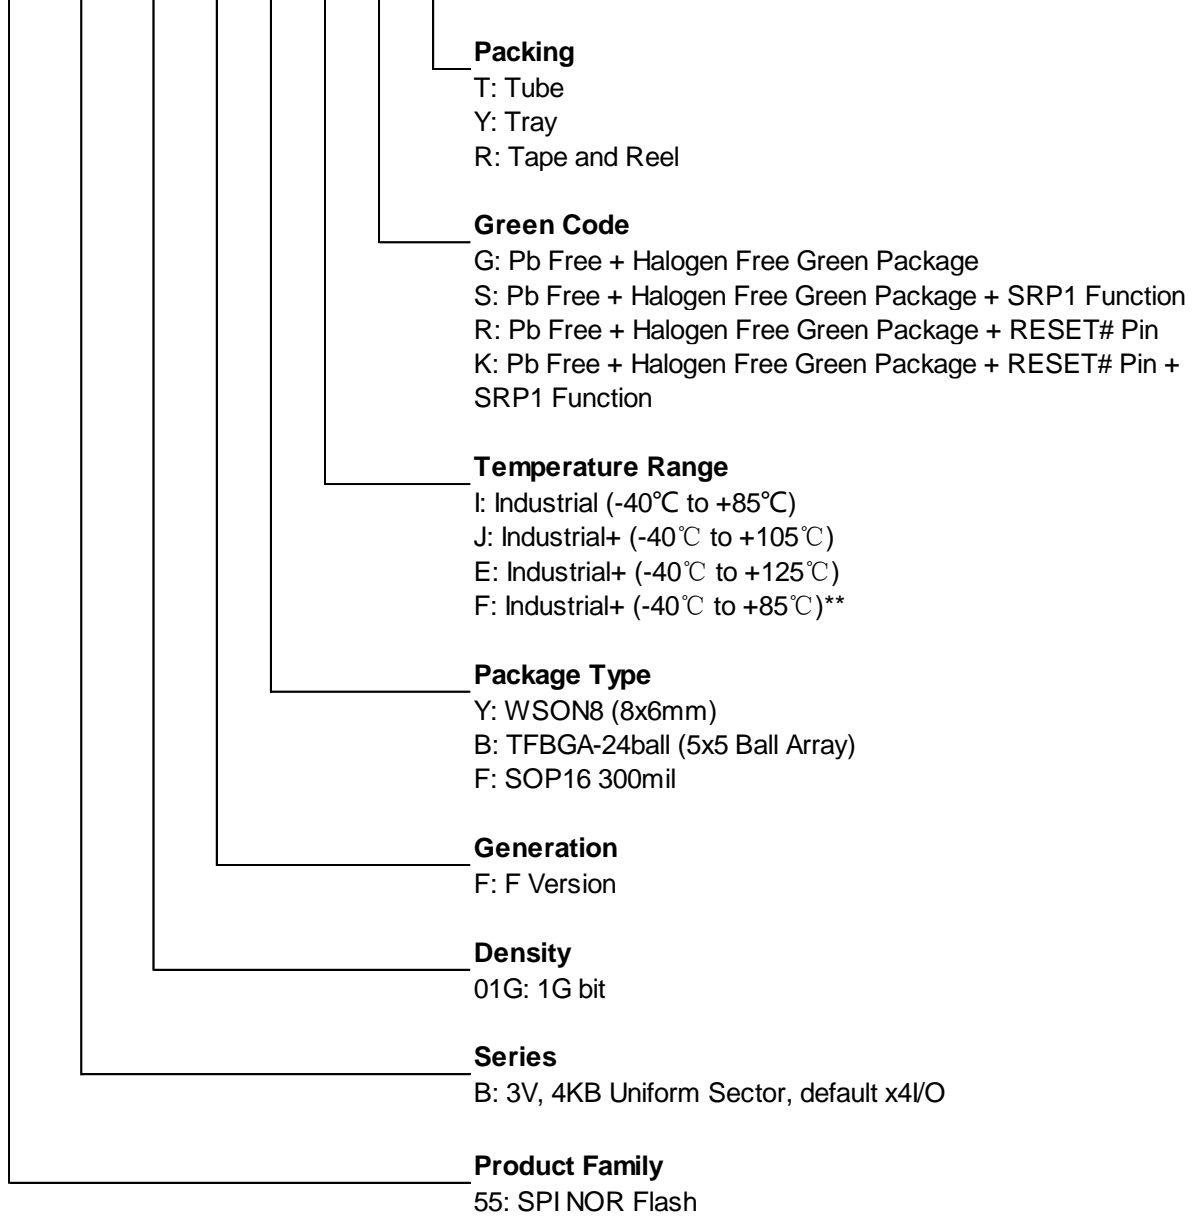 Packing
T: Tube
Y: Tray
R: Tape and Reel
Green Code
G: Pb Free + Halogen Free Green Package
S: Pb Free + Halogen Free Green Package + SRP1 Function
R: Pb Free + Halogen Free Green Package + RESET# Pin
K: Pb Free + Halogen Free Green Package + RESET# Pin +
SRP1 Function
Temperature Range
I: Industrial (-40℃ to +85℃)
J: Industrial+ (-40℃ to +105℃)
E: Industrial+ (-40℃ to +125℃)
F: Industrial+ (-40℃ to +85℃)**
Package Type
Y: WSON8 (8x6mm)
B: TFBGA-24ball (5x5 Ball Array)
F: SOP16 300mil
Generation
F: F Version
Density
01G: 1G bit
Series
B: 3V, 4KB Uniform Sector, default x4I/O
Product Family
55: SPI NOR Flash